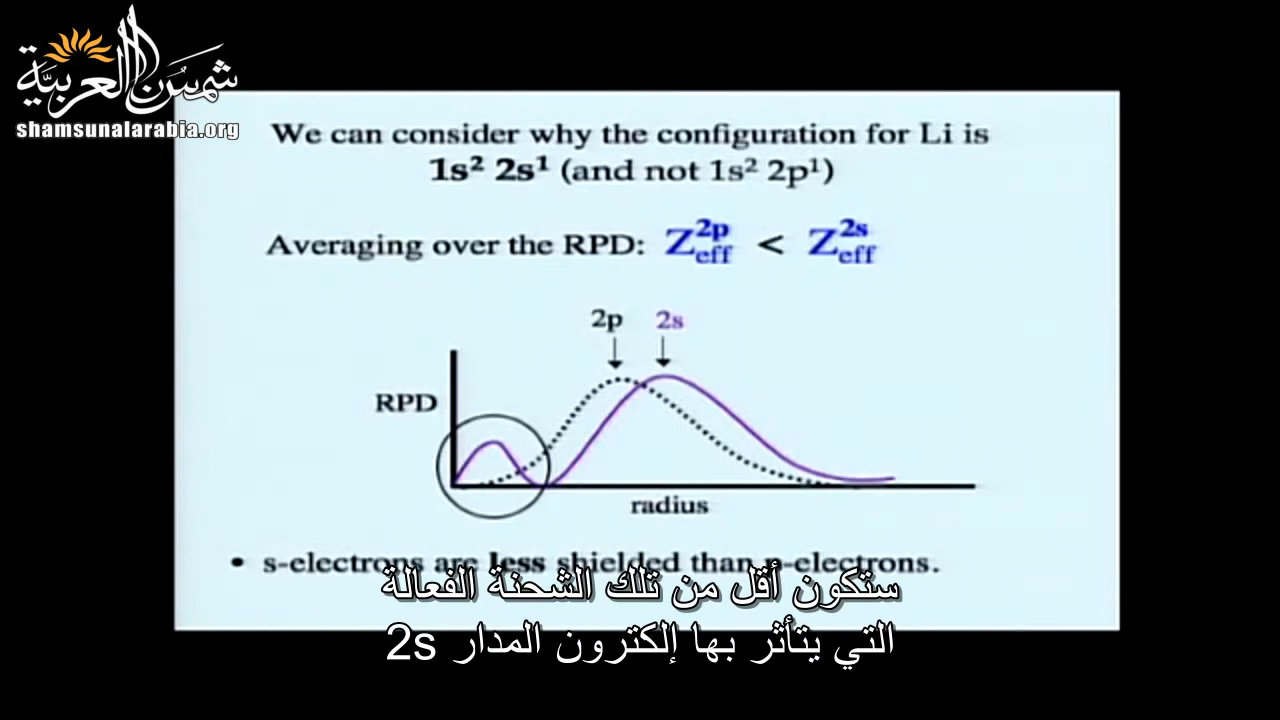 شمس العربية
shamsunalarabia.org
We can consider why the configuration for Li is
1s² 2s¹ (and not 1s² 2p¹)
Averaging over the RPD: Z_eff^2p < Z_eff^2s
2p 2s
RPD
radius
• s-electrons are less shielded than p-electrons.
ستكون أقل من تلك الشحنة الفعالة
التي يتأثر بها إلكترون المدار 2s